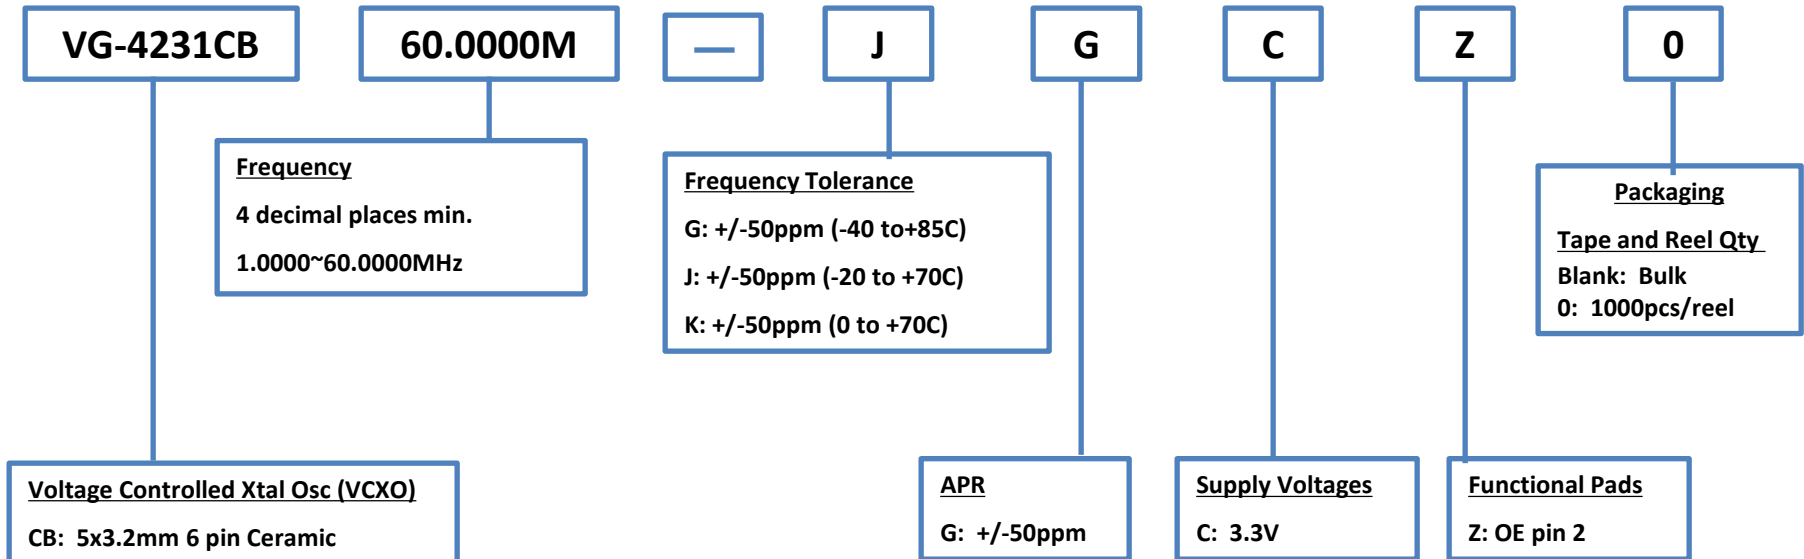 VG-4231CB 60.0000M — J G C Z 0
Frequency
4 decimal places min.
1.0000~60.0000MHz
Frequency Tolerance
G: +/-50ppm (-40 to+85C)
J: +/-50ppm (-20 to +70C)
K: +/-50ppm (0 to +70C)
Packaging
Tape and Reel Qty
Blank: Bulk
0: 1000pcs/reel
Voltage Controlled Xtal Osc (VCXO)
CB: 5x3.2mm 6 pin Ceramic
APR
G: +/-50ppm
Supply Voltages
C: 3.3V
Functional Pads
Z: OE pin 2